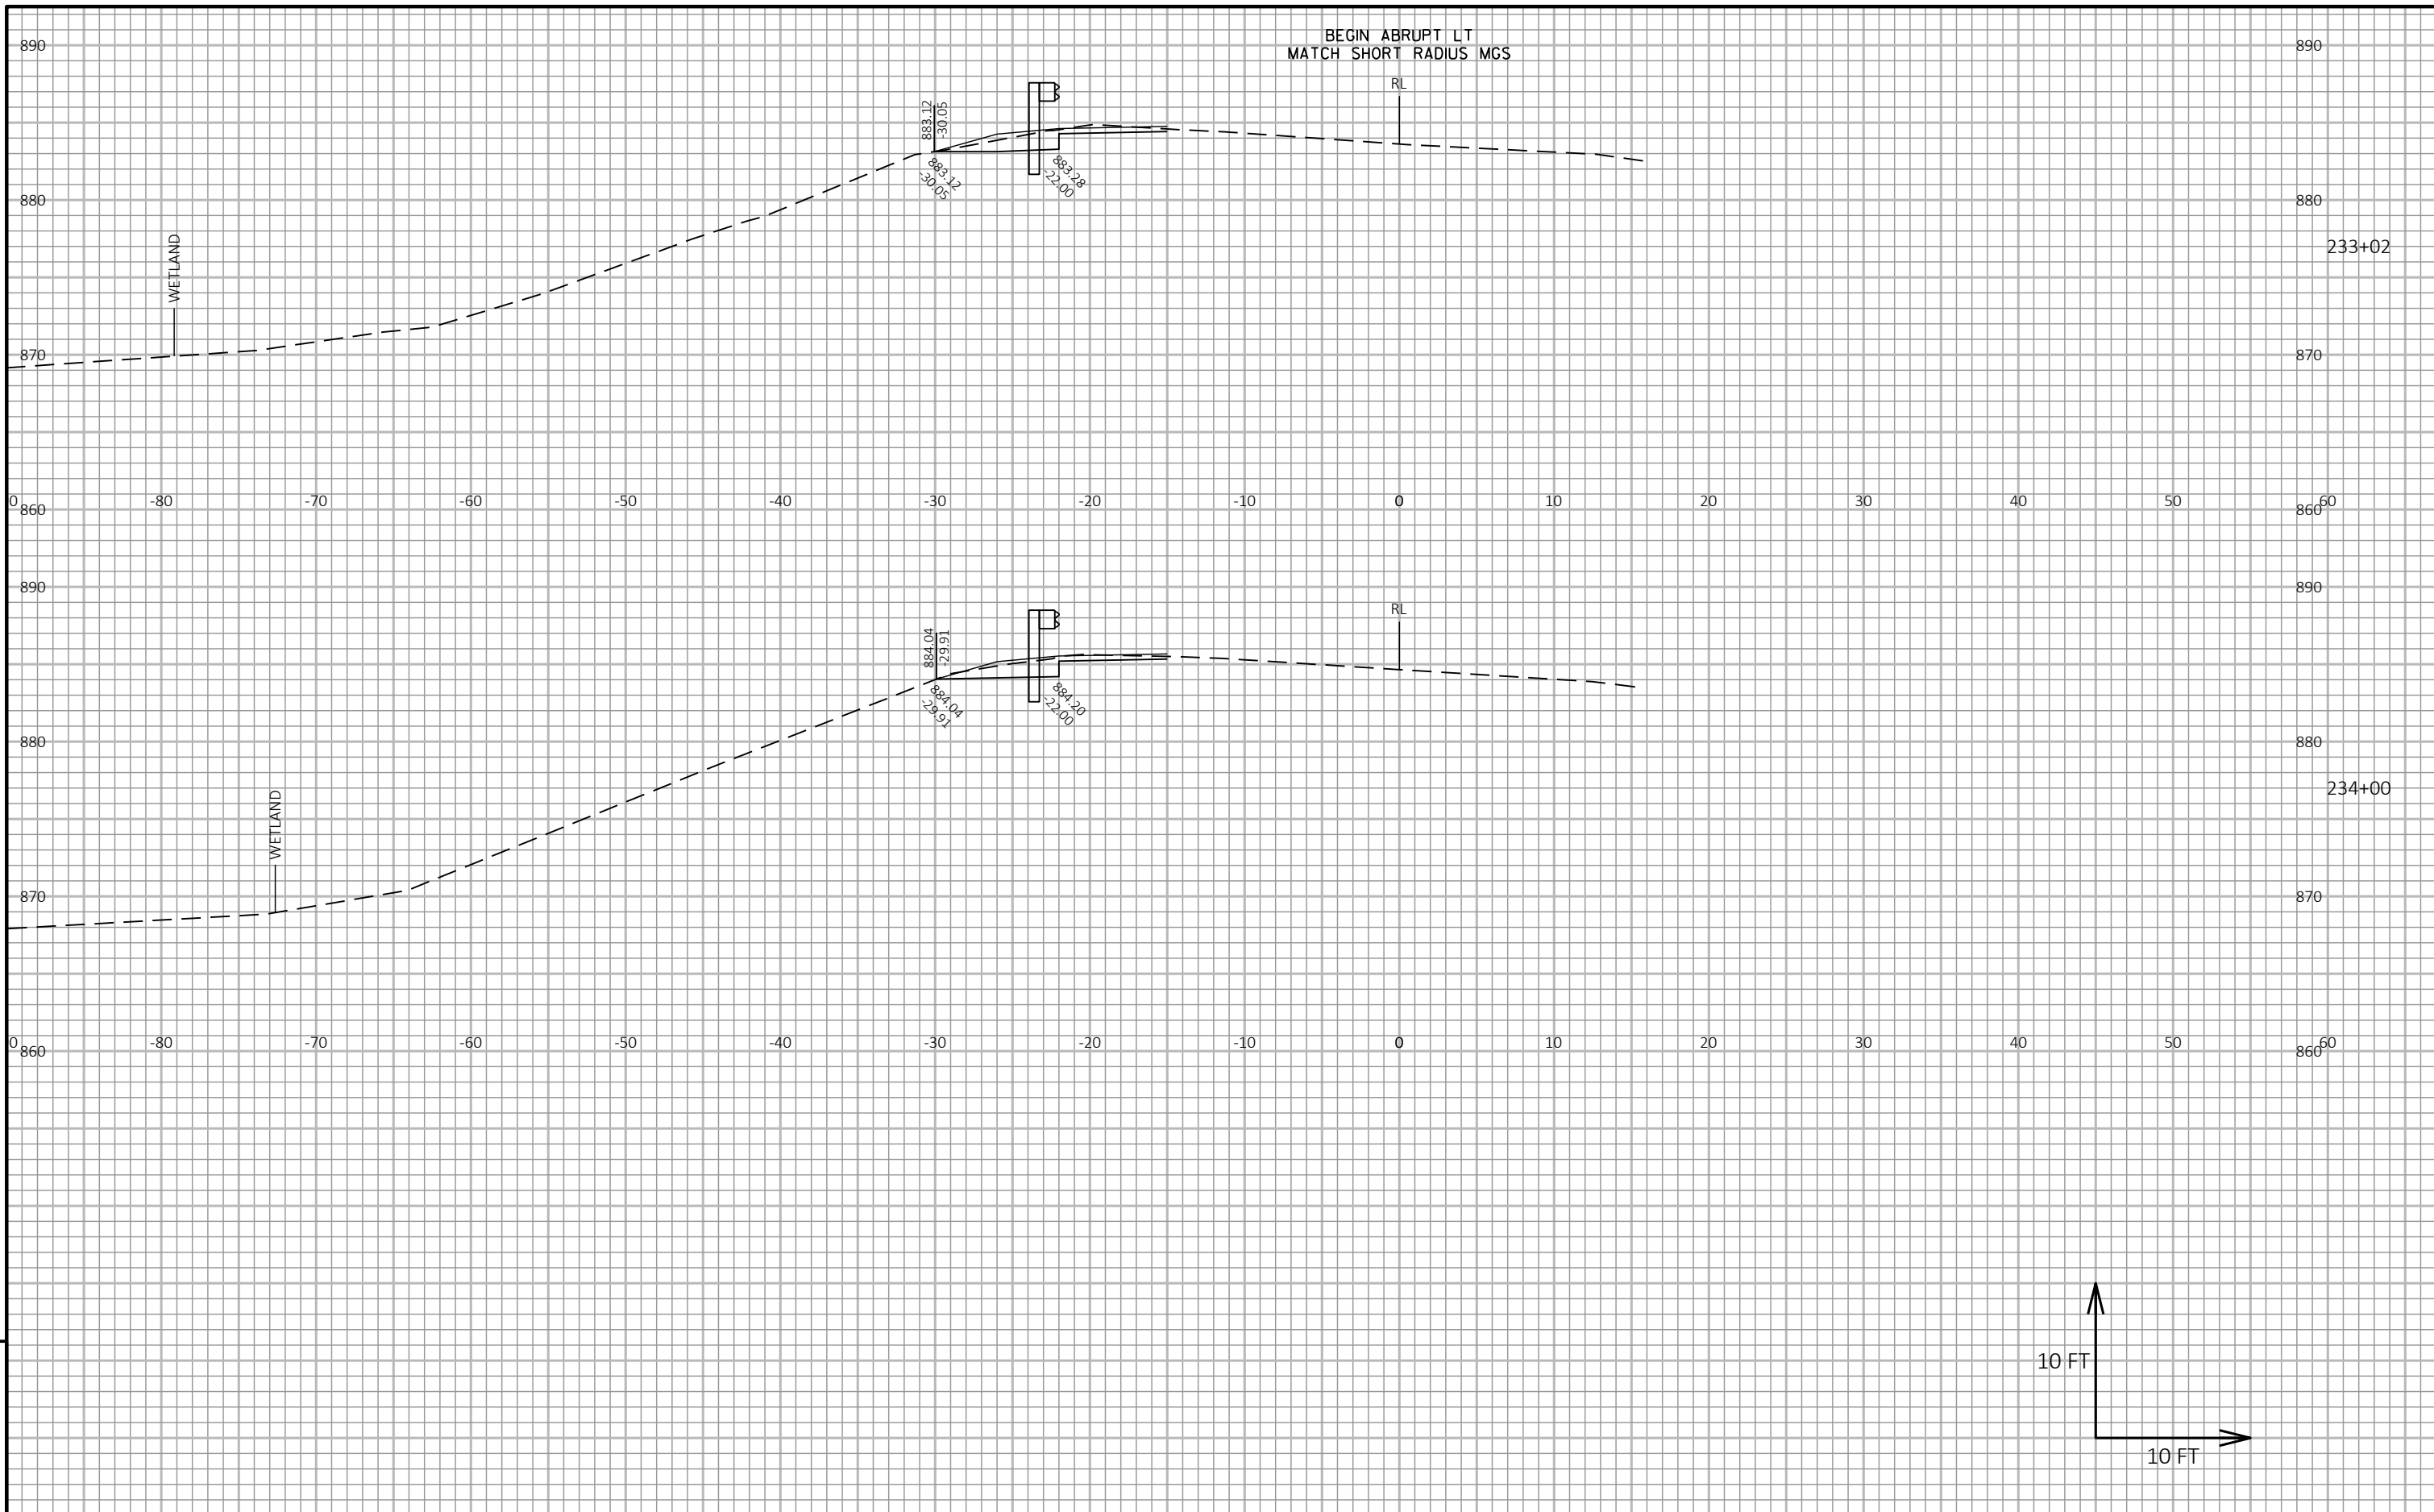 BEGIN ABRUPT LT
MATCH SHORT RADIUS MGS
890 890
RL
883.12
-30.05
883.12
-30.05
883.28
-22.00
880 880
233+02
WETLAND
870 870
0 -80 -70 -60 -50 -40 -30 -20 -10 0 10 20 30 40 50 60
860 860
890 890
RL
884.04
-29.91
884.04
-29.91
884.20
-22.00
880 880
234+00
WETLAND
870 870
0 -80 -70 -60 -50 -40 -30 -20 -10 0 10 20 30 40 50 60
860 860
10 FT
10 FT